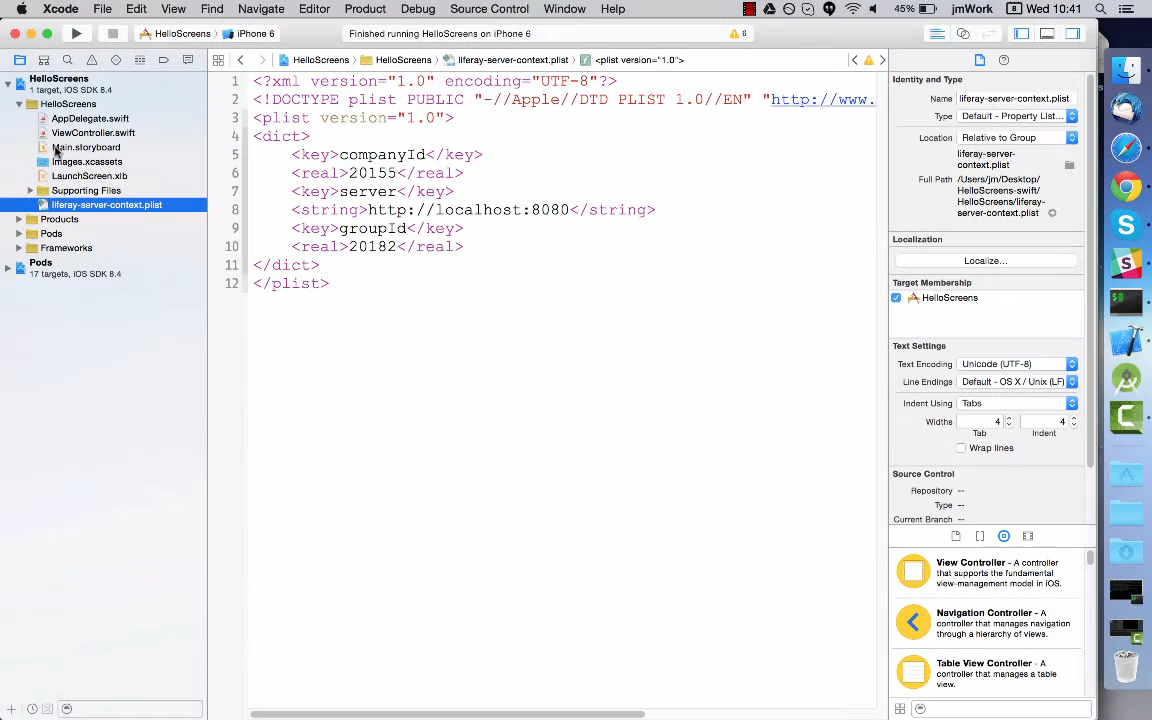 Xcode File Edit View Find Navigate Editor Product Debug Source Control Window Help 45% jmWork 8 Wed 10:41
HelloScreens iPhone 6 Finished running HelloScreens on iPhone 6 6
HelloScreens
1 target, iOS SDK 8.4
HelloScreens
AppDelegate.swift
ViewController.swift
Main.storyboard
Images.xcassets
LaunchScreen.xib
Supporting Files
liferay-server-context.plist
Products
Pods
Frameworks
Pods
17 targets, iOS SDK 8.4
HelloScreens HelloScreens liferay-server-context.plist <plist version="1.0">
1 <?xml version="1.0" encoding="UTF-8"?>
2 <!DOCTYPE plist PUBLIC "-//Apple//DTD PLIST 1.0//EN" "http://www.
3 <plist version="1.0">
4 <dict>
5 <key>companyId</key>
6 <real>20155</real>
7 <key>server</key>
8 <string>http://localhost:8080</string>
9 <key>groupId</key>
10 <real>20182</real>
11 </dict>
12 </plist>
Identity and Type
Name liferay-server-context.plist
Type Default - Property List...
Location Relative to Group
liferay-server-
context.plist
Full Path /Users/jm/Desktop/
HelloScreens-swift/
HelloScreens/liferay-
server-context.plist
Localization
Localize...
Target Membership
HelloScreens
Text Settings
Text Encoding Unicode (UTF-8)
Line Endings Default - OS X / Unix (LF)
Indent Using Tabs
Widths 4 4
Tab Indent
Wrap lines
Source Control
Repository --
Type --
Current Branch --
View Controller - A controller
that supports the fundamental
view-management model in iOS.
Navigation Controller - A
controller that manages navigation
through a hierarchy of views.
Table View Controller - A
controller that manages a table
view.